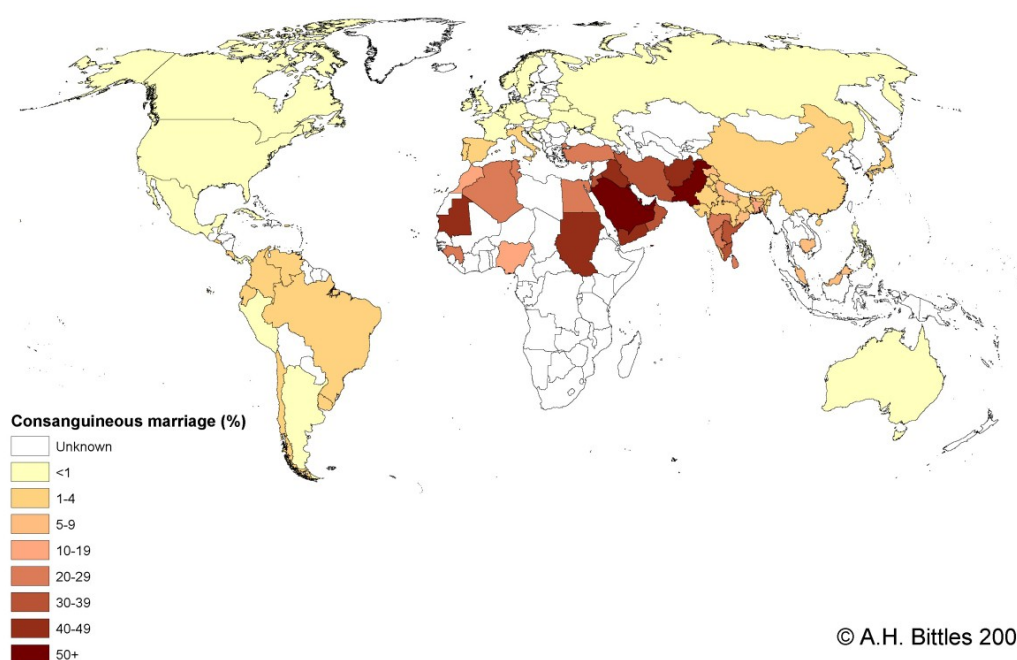 Consanguineous marriage (%)
Unknown
<1
1-4
5-9
10-19
20-29
30-39
40-49
50+
© A.H. Bittles 200